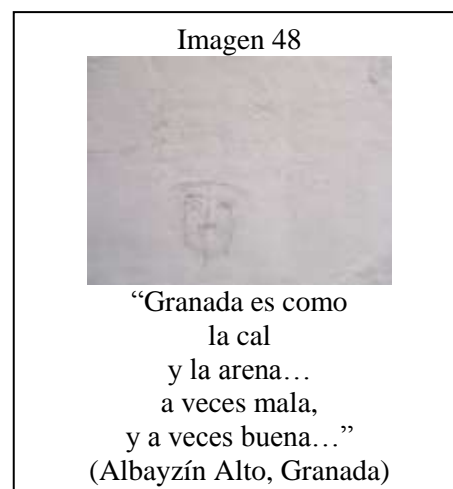 Imagen 48
“Granada es como
la cal
y la arena…
a veces mala,
y a veces buena…”
(Albayzín Alto, Granada)